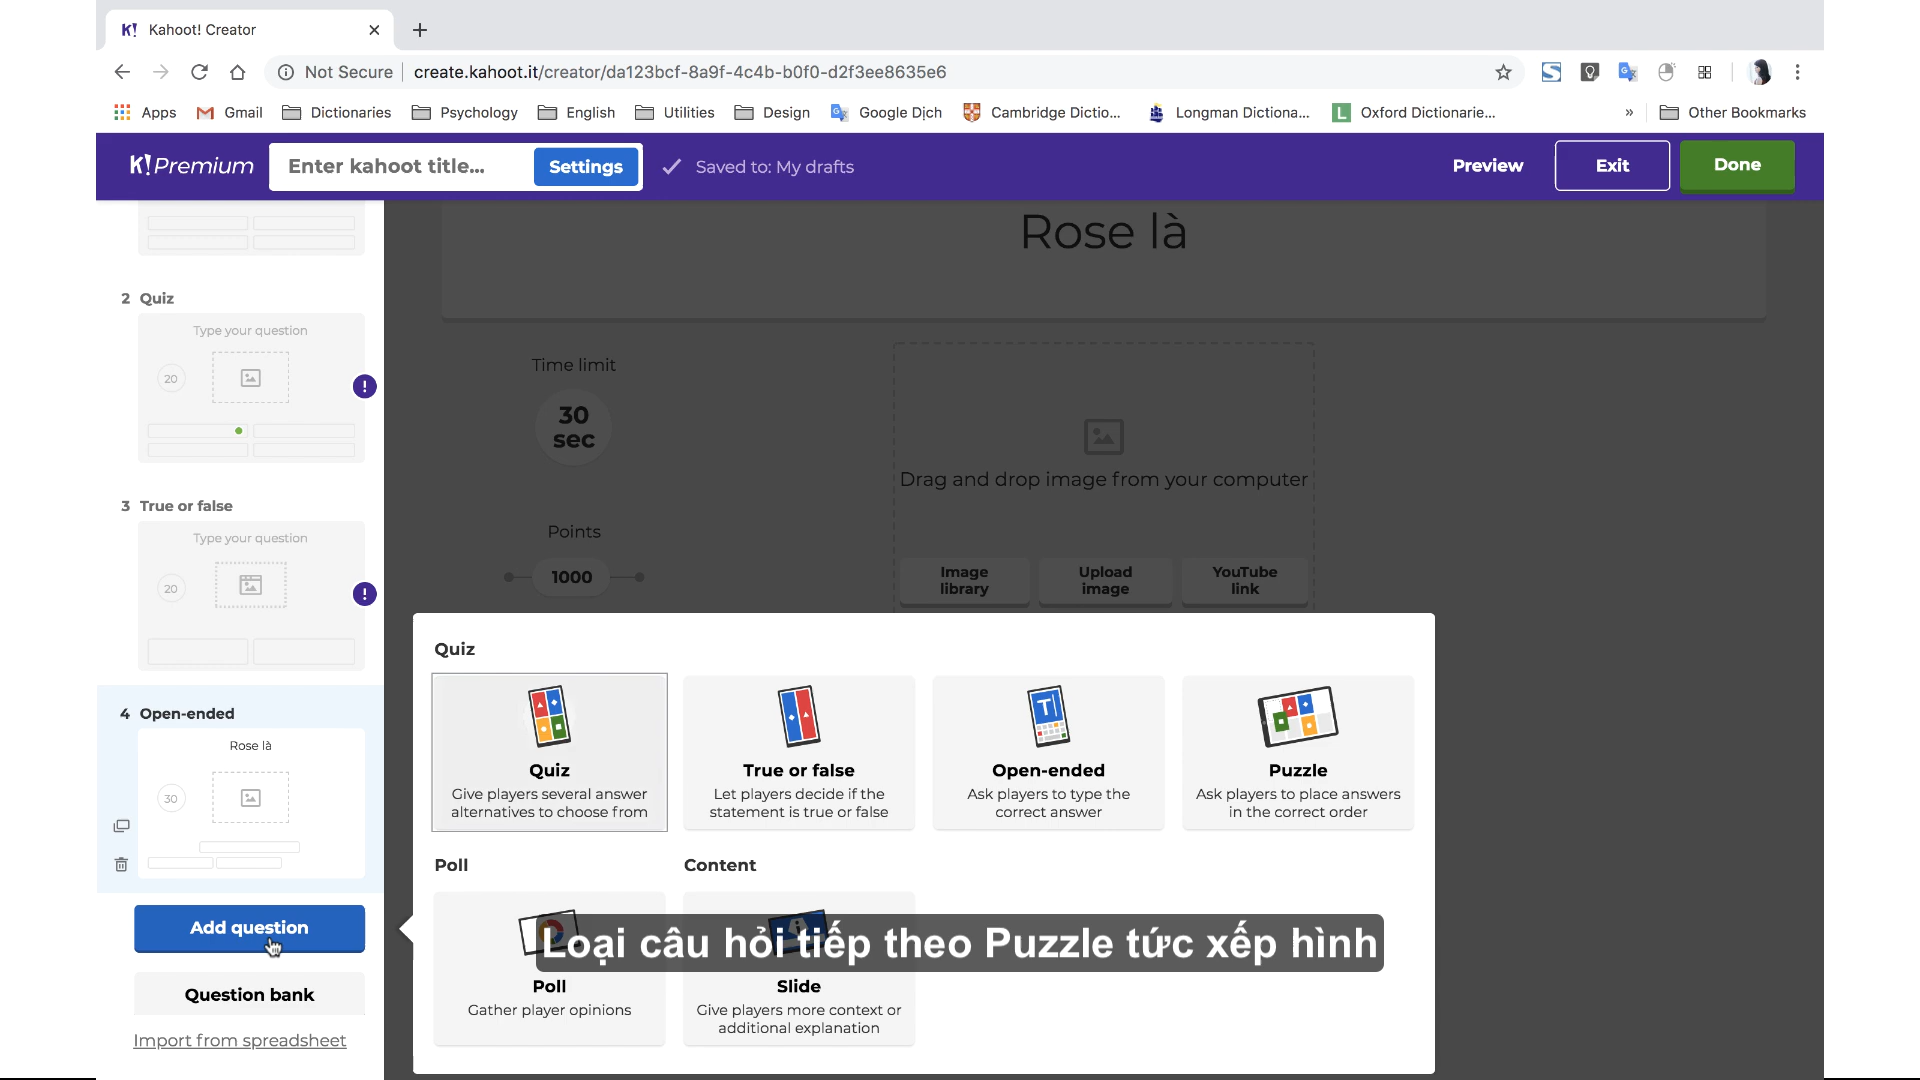 K! Kahoot! Creator
Not Secure create.kahoot.it/creator/da123bcf-8a9f-4c4b-b0f0-d2f3ee8635e6
Apps Gmail Dictionaries Psychology English Utilities Design Google Dịch Cambridge Dictio... Longman Dictiona... Oxford Dictionarie... » Other Bookmarks
K! Premium Enter kahoot title... Settings Saved to: My drafts Preview Exit Done
Rose là
2 Quiz
Type your question
20
!
3 True or false
Type your question
20
!
4 Open-ended
Rose là
30
Add question
Question bank
Import from spreadsheet
Time limit
30
sec
Points
1000
Drag and drop image from your computer
Image
library
Upload
image
YouTube
link
Quiz
Quiz
Give players several answer
alternatives to choose from
True or false
Let players decide if the
statement is true or false
Open-ended
Ask players to type the
correct answer
Puzzle
Ask players to place answers
in the correct order
Poll
Content
Poll
Gather player opinions
Slide
Give players more context or
additional explanation
Loại câu hỏi tiếp theo Puzzle tức xếp hình